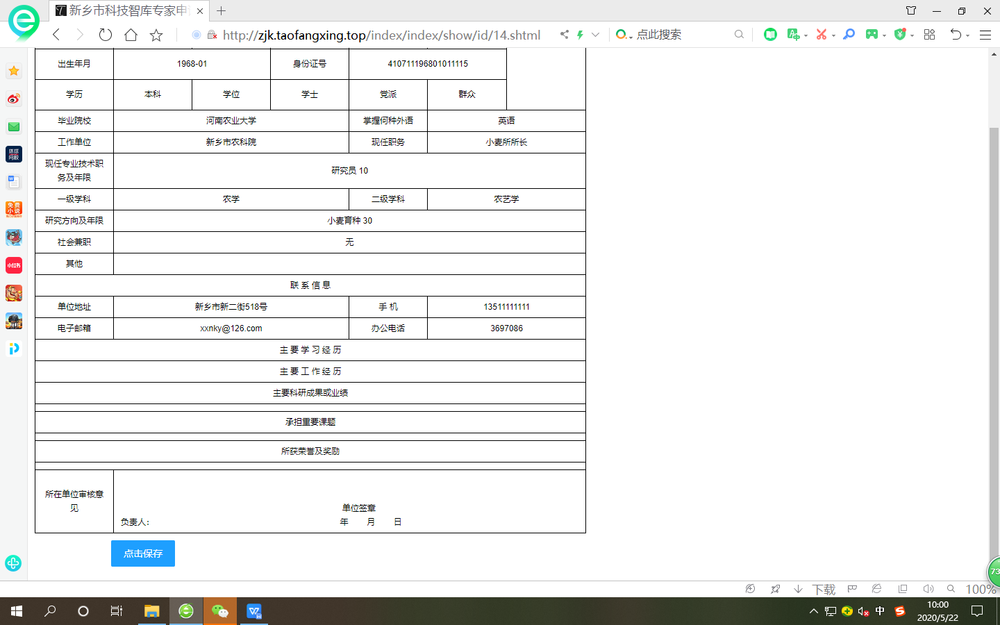 新乡市科技智库专家申
http://zjk.taofangxing.top/index/index/show/id/14.shtml
点此搜索
出生年月 1968-01 身份证号 410711196801011115
学历 本科 学位 学士 党派 群众
毕业院校 河南农业大学 掌握何种外语 英语
工作单位 新乡市农科院 现任职务 小麦所所长
现任专业技术职
务及年限
研究员 10
一级学科 农学 二级学科 农艺学
研究方向及年限 小麦育种 30
社会兼职 无
其他
联 系 信 息
单位地址 新乡市新二街518号 手 机 13511111111
电子邮箱 xxnky@126.com 办公电话 3697086
主 要 学 习 经 历
主 要 工 作 经 历
主要科研成果或业绩
承担重要课题
所获荣誉及奖励
所在单位审核意
见
单位签章
负责人: 年 月 日
点击保存
环球
网校
免费
小说
小红书
73
下载 100%
中
10:00
2020/5/22